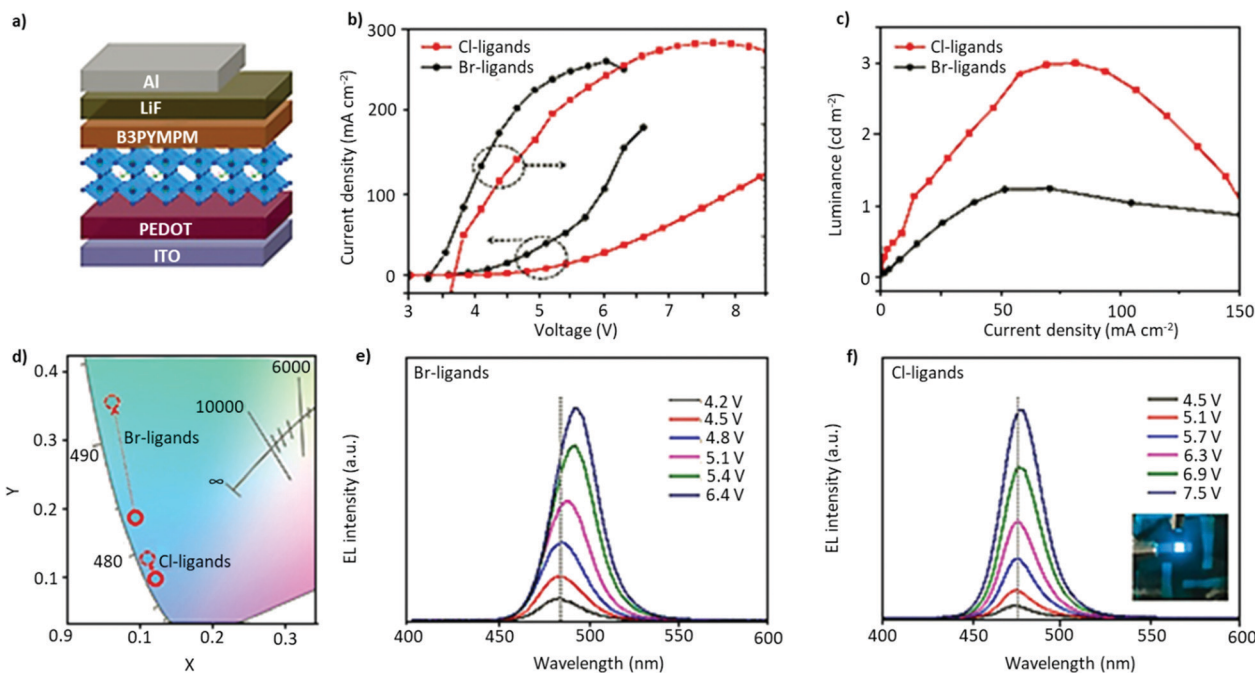 a)
Al
LiF
B3PYMPM
PEDOT
ITO
b)
Cl-ligands
Br-ligands
Current density (mA cm-2)
300
200
100
0
3 4 5 6 7 8
Voltage (V)
c)
Cl-ligands
Br-ligands
Luminance (cd m-2)
3
2
1
0
0 50 100 150
Current density (mA cm-2)
d)
0.4
0.3
0.2
0.1
Y
6000
10000
∞
Br-ligands
490
480
Cl-ligands
0.9 0.1 0.2 0.3
X
e)
Br-ligands
4.2 V
4.5 V
4.8 V
5.1 V
5.4 V
6.4 V
EL intensity (a.u.)
400 450 500 600
Wavelength (nm)
f)
Cl-ligands
4.5 V
5.1 V
5.7 V
6.3 V
6.9 V
7.5 V
EL intensity (a.u.)
400 450 500 550 600
Wavelength (nm)